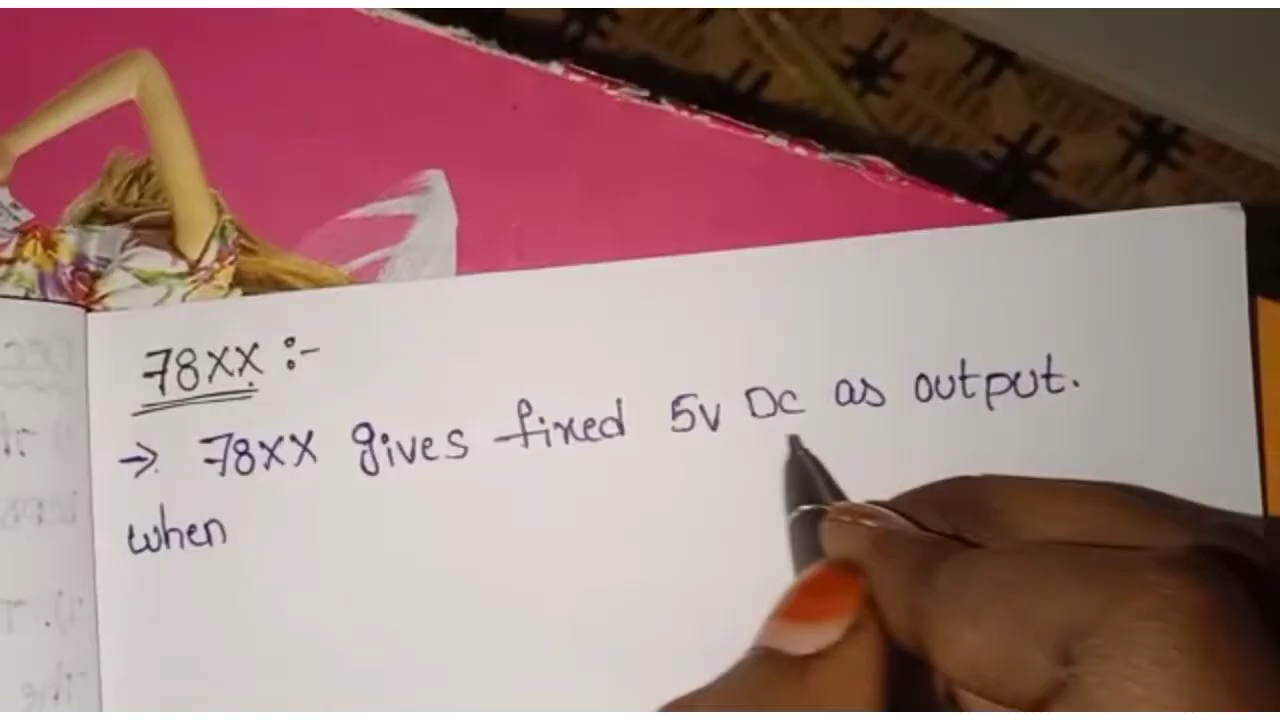 78XX :-
→ 78XX gives fixed 5v DC as output.
when